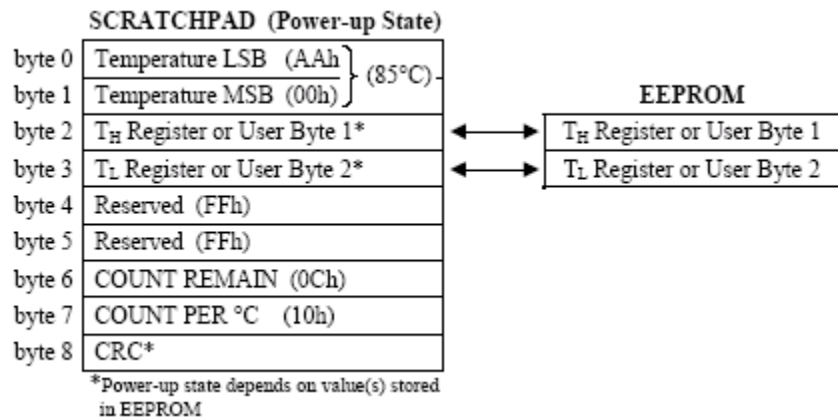 SCRATCHPAD (Power-up State)
byte 0 Temperature LSB (AAh
(85°C)
byte 1 Temperature MSB (00h)
EEPROM
byte 2 TH Register or User Byte 1* TH Register or User Byte 1
byte 3 TL Register or User Byte 2* TL Register or User Byte 2
byte 4 Reserved (FFh)
byte 5 Reserved (FFh)
byte 6 COUNT REMAIN (0Ch)
byte 7 COUNT PER °C (10h)
byte 8 CRC*
*Power-up state depends on value(s) stored
in EEPROM